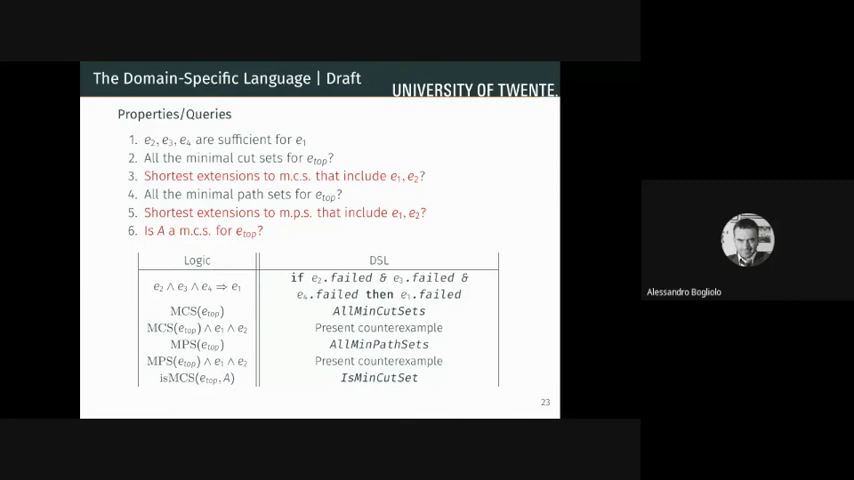 The Domain-Specific Language | Draft
UNIVERSITY OF TWENTE.
Properties/Queries
1. e2, e3, e4 are sufficient for e1
2. All the minimal cut sets for etop?
3. Shortest extensions to m.c.s. that include e1, e2?
4. All the minimal path sets for etop?
5. Shortest extensions to m.p.s. that include e1, e2?
6. Is A a m.c.s. for etop?
Logic DSL
e2 ∧ e3 ∧ e4 ⇒ e1 if e2.failed & e3.failed &
e4.failed then e1.failed
MCS(etop) AllMinCutSets
MCS(etop) ∧ e1 ∧ e2 Present counterexample
MPS(etop) AllMinPathSets
MPS(etop) ∧ e1 ∧ e2 Present counterexample
isMCS(etop, A) IsMinCutSet
23
Alessandro Bogliolo